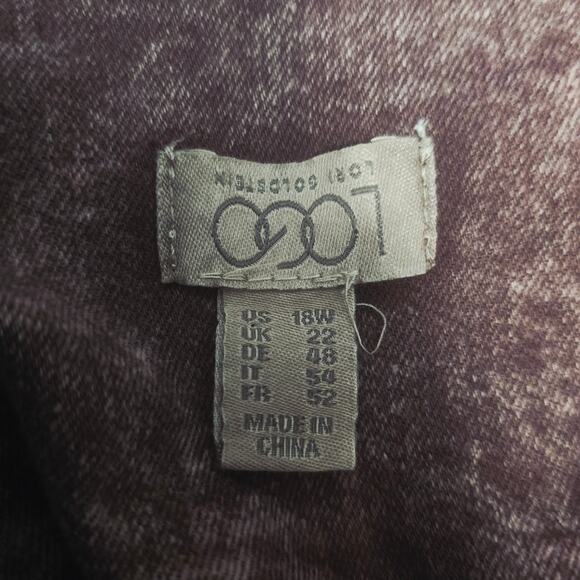 LOGO
LORI GOLDSTEIN
US 18W
UK 22
DE 48
IT 54
FR 52
MADE IN
CHINA